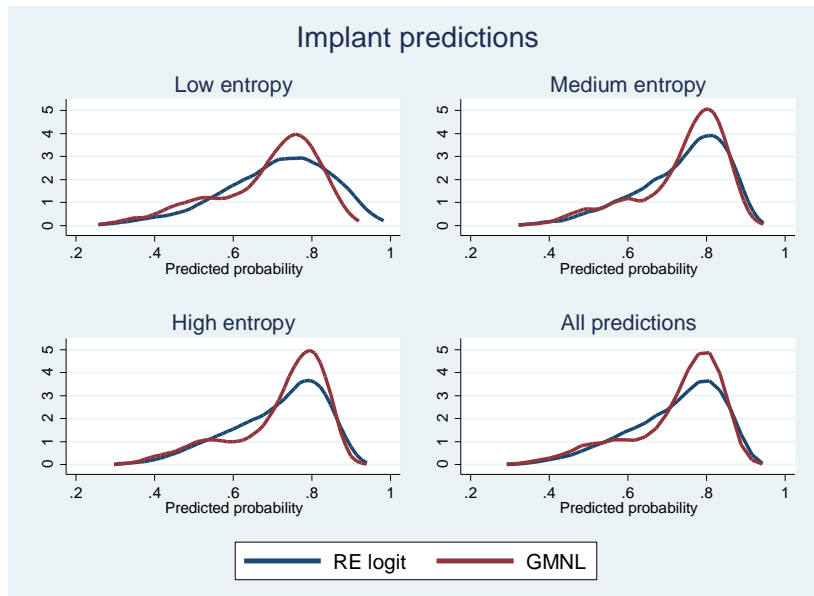 Implant predictions
Low entropy
5
4
3
2
1
0
.2 .4 .6 .8 1
Predicted probability
Medium entropy
5
4
3
2
1
0
.2 .4 .6 .8 1
Predicted probability
High entropy
5
4
3
2
1
0
.2 .4 .6 .8 1
Predicted probability
All predictions
5
4
3
2
1
0
.2 .4 .6 .8 1
Predicted probability
RE logit GMNL